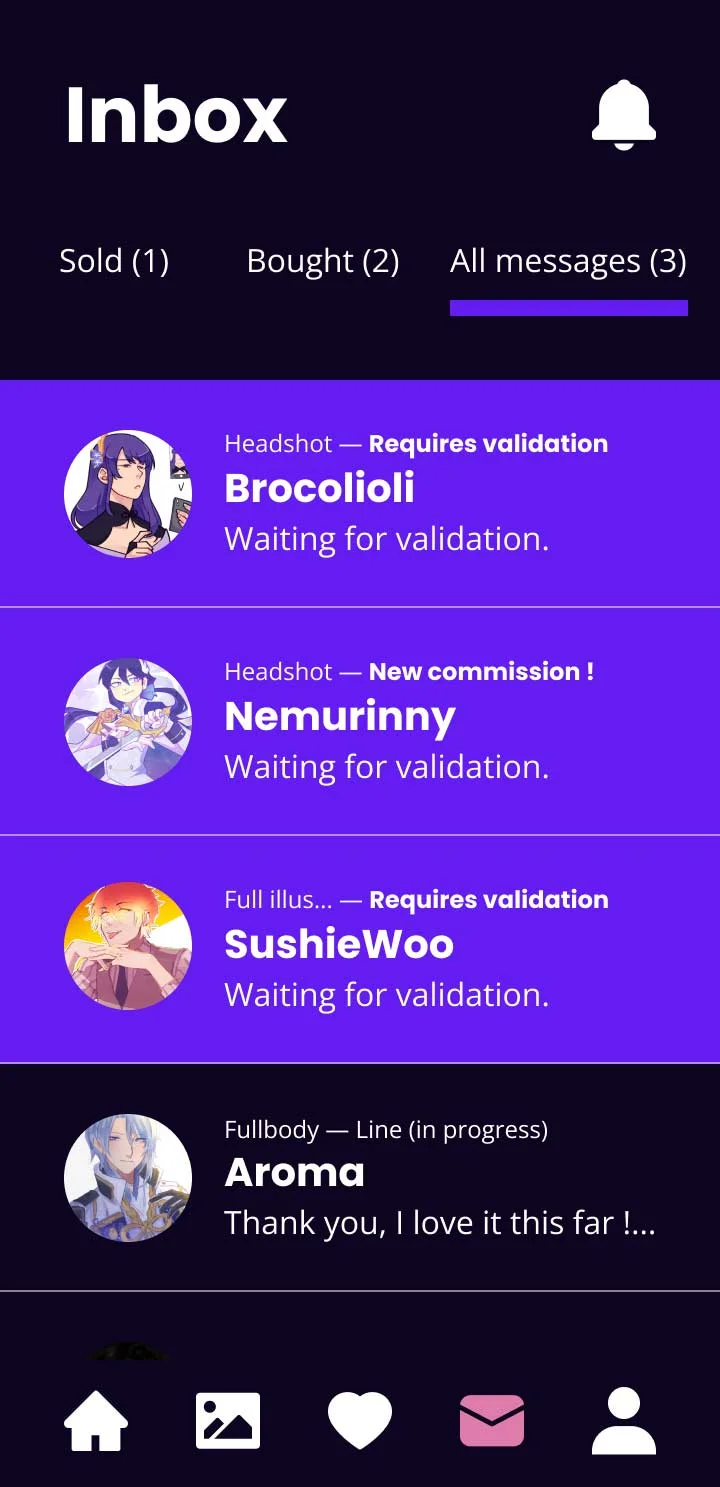 Inbox
Sold (1) Bought (2) All messages (3)
Headshot — Requires validation
Brocolioli
Waiting for validation.
Headshot — New commission !
Nemurinny
Waiting for validation.
Full illus... — Requires validation
SushieWoo
Waiting for validation.
Fullbody — Line (in progress)
Aroma
Thank you, I love it this far !...